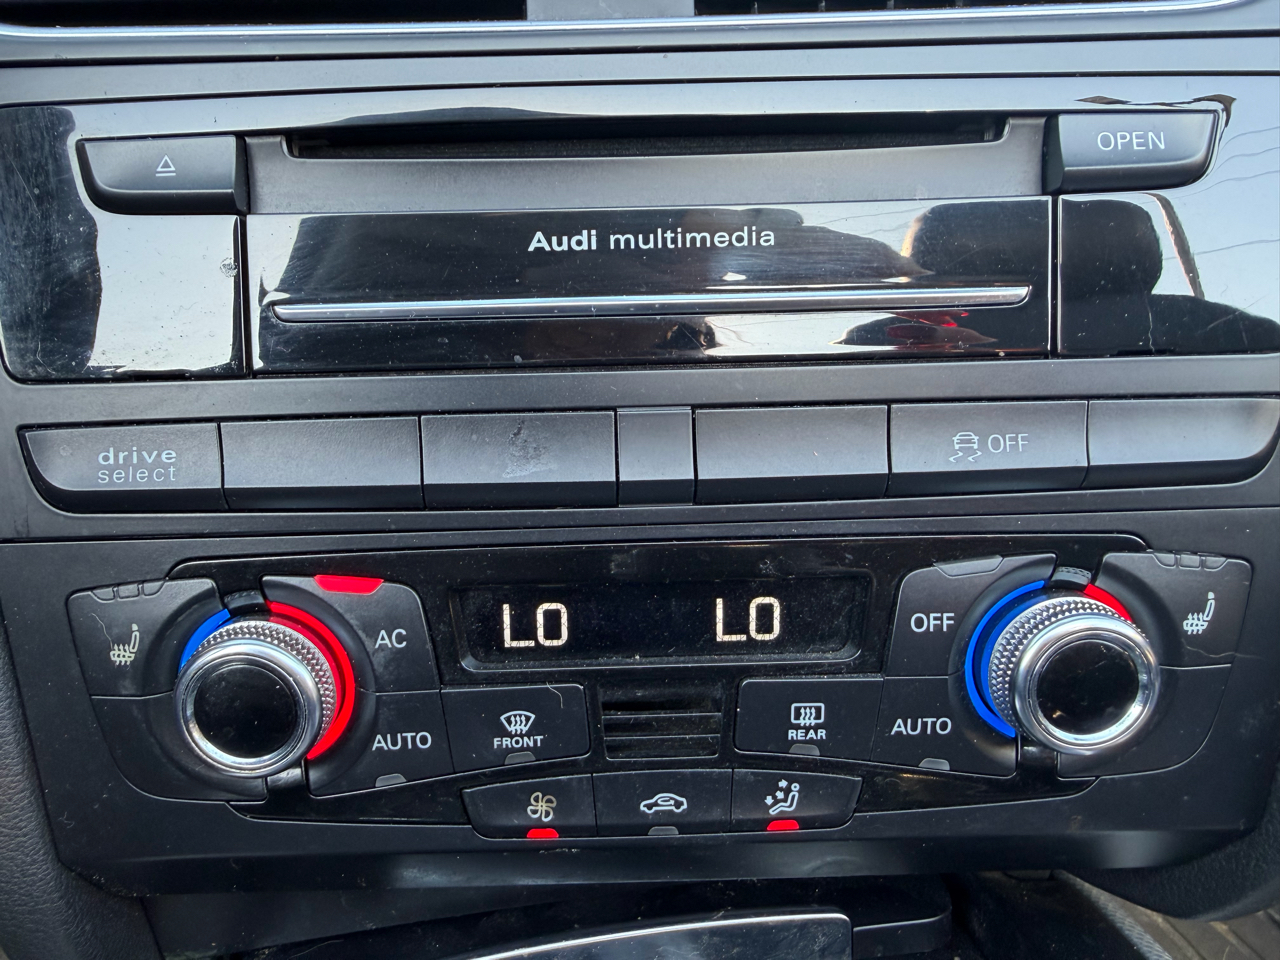 OPEN
Audi multimedia
drive
select
OFF
LO LO
AC
OFF
AUTO
FRONT
REAR
AUTO